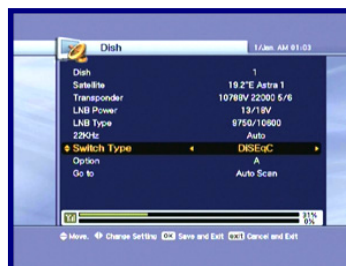 Dish 1/Jan AM 01:03
Dish 1
Satellite 19.2°E Astra 1
Transponder 10788V 22000 5/6
LNB Power 13/18V
LNB Type 9750/10600
22KHz Auto
Switch Type DISEqC
Option A
Go to Auto Scan
31%
0%
Move. Change Setting OK Save and Exit EXIT Cancel and Exit